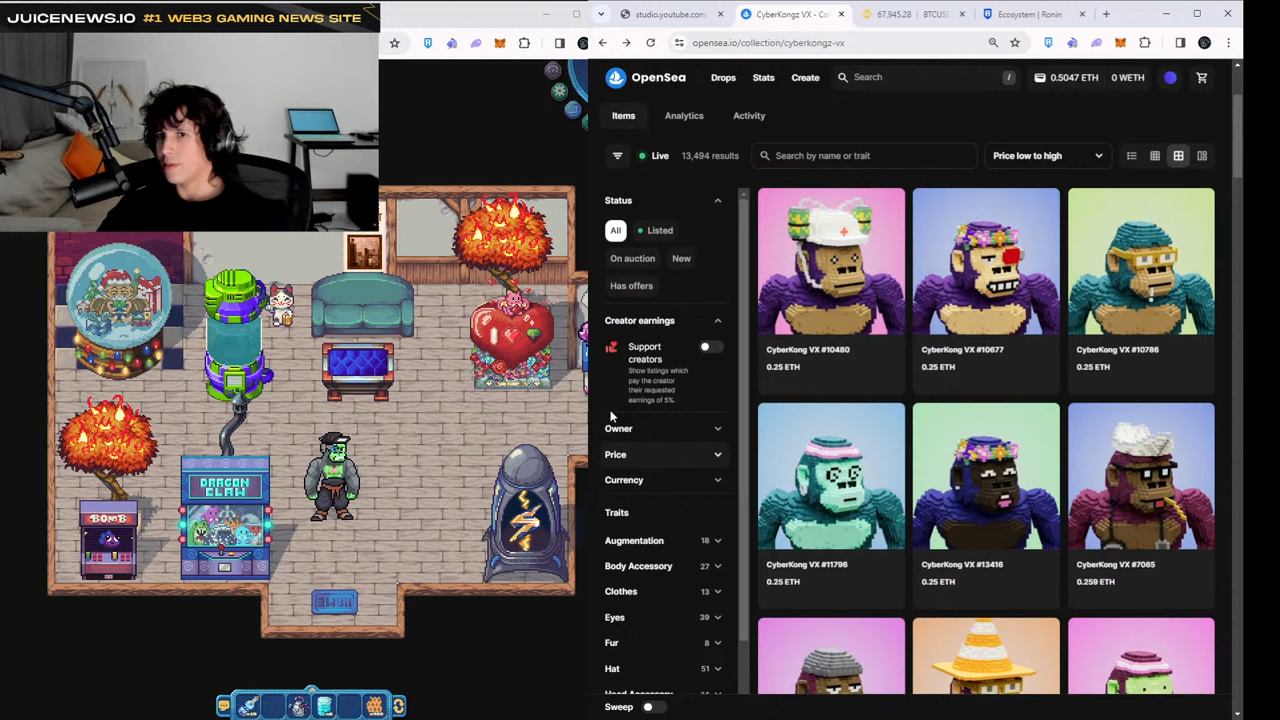 JUICENEWS.IO #1 WEB3 GAMING NEWS SITE
studio.youtube.com
CyberKongz VX - Co
67,945.28 BTCUS
Ecosystem | Ronin
opensea.io/collection/cyberkongz-vx
OpenSea Drops Stats Create Search / 0.5047 ETH 0 WETH
Items Analytics Activity
Live 13,494 results Search by name or trait Price low to high
Status
All Listed
On auction New
Has offers
Creator earnings
Support
creators
Show listings which
pay the creator
their requested
earnings of 5%.
Owner
Price
Currency
Traits
Augmentation 18
Body Accessory 27
Clothes 13
Eyes 39
Fur 8
Hat 51
Sweep
CyberKong VX #10480
0.25 ETH
CyberKong VX #10677
0.25 ETH
CyberKong VX #10786
0.25 ETH
CyberKong VX #11796
0.25 ETH
CyberKong VX #13416
0.25 ETH
CyberKong VX #7065
0.259 ETH
DRAGON
CLAW
BOMB